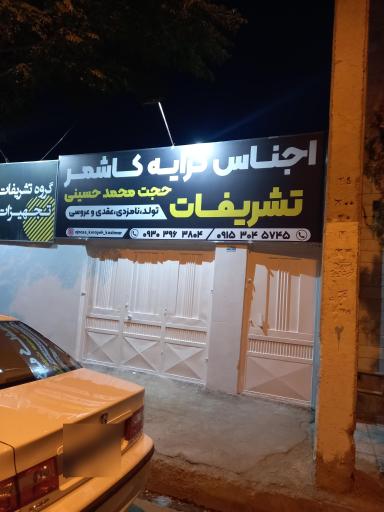 اجناس کرایه کاشمر
حجت محمد حسینی
تولد،نامزدی،عقدی و عروسی
تشریفات
۰۹۱۵ ۳۰۴ ۵۷۴۵ / ۰۹۳۰ ۳۹۶ ۳۸۰۴
گروه تشریفات
تجهیزات